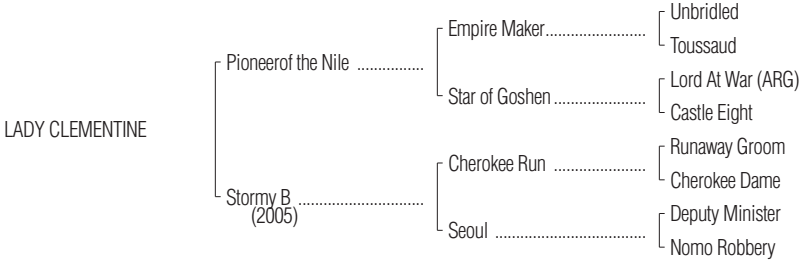 Unbridled
Empire Maker......................
Toussaud
Pioneerof the Nile ...............
Lord At War (ARG)
Star of Goshen.....................
Castle Eight
LADY CLEMENTINE
Runaway Groom
Cherokee Run .....................
Cherokee Dame
Stormy B ............................
(2005)
Deputy Minister
Seoul ..................................
Nomo Robbery